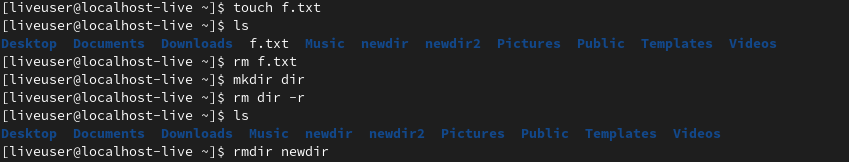 [liveuser@localhost-live ~]$ touch f.txt
[liveuser@localhost-live ~]$ ls
Desktop Documents Downloads f.txt Music newdir newdir2 Pictures Public Templates Videos
[liveuser@localhost-live ~]$ rm f.txt
[liveuser@localhost-live ~]$ mkdir dir
[liveuser@localhost-live ~]$ rm dir -r
[liveuser@localhost-live ~]$ ls
Desktop Documents Downloads Music newdir newdir2 Pictures Public Templates Videos
[liveuser@localhost-live ~]$ rmdir newdir